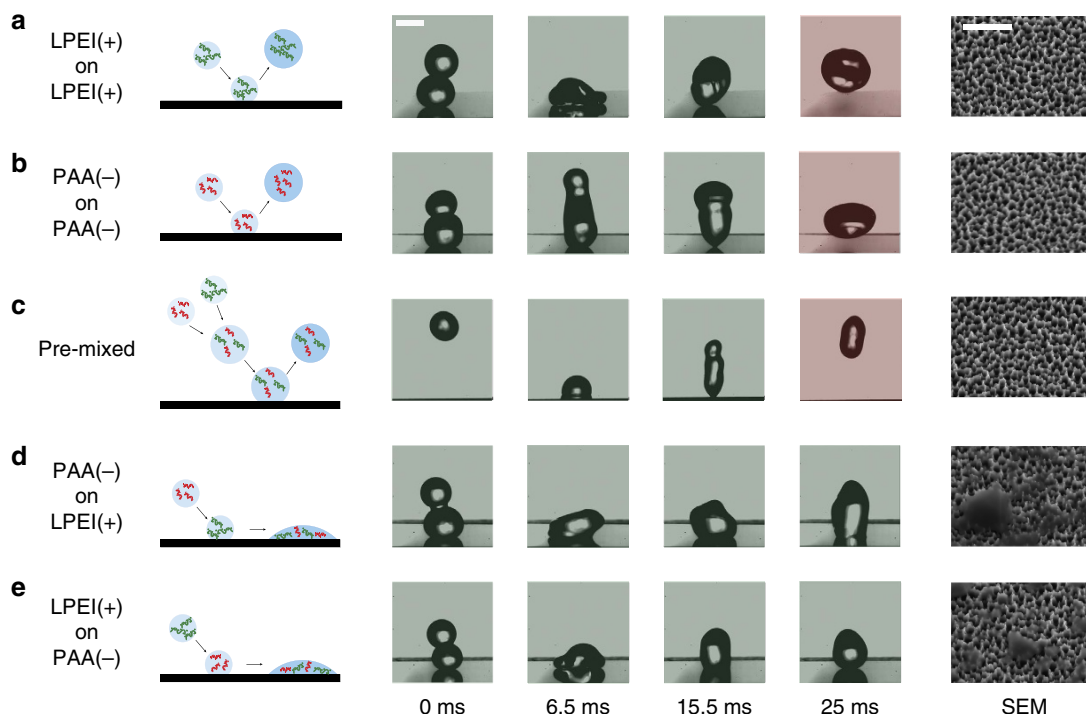 a
LPEI(+)
on
LPEI(+)
b
PAA(–)
on
PAA(–)
c
Pre-mixed
d
PAA(–)
on
LPEI(+)
e
LPEI(+)
on
PAA(–)
0 ms 6.5 ms 15.5 ms 25 ms SEM